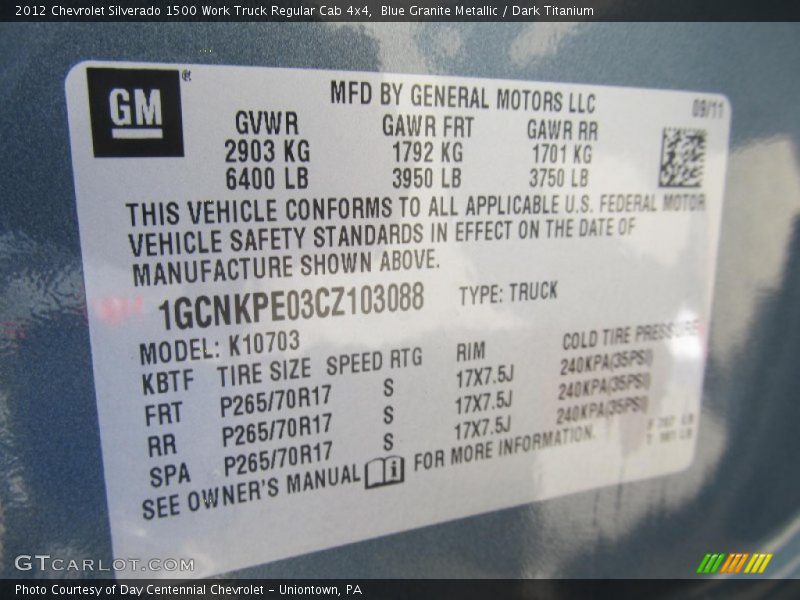 2012 Chevrolet Silverado 1500 Work Truck Regular Cab 4x4, Blue Granite Metallic / Dark Titanium
GM®
MFD BY GENERAL MOTORS LLC
09/11
GVWR GAWR FRT GAWR RR
2903 KG 1792 KG 1701 KG
6400 LB 3950 LB 3750 LB
THIS VEHICLE CONFORMS TO ALL APPLICABLE U.S. FEDERAL MOTOR
VEHICLE SAFETY STANDARDS IN EFFECT ON THE DATE OF
MANUFACTURE SHOWN ABOVE.
1GCNKPE03CZ103088 TYPE: TRUCK
MODEL: K10703
KBTF TIRE SIZE SPEED RTG RIM COLD TIRE PRESSURE
FRT P265/70R17 S 17X7.5J 240KPA(35PSI)
RR P265/70R17 S 17X7.5J 240KPA(35PSI)
SPA P265/70R17 S 17X7.5J 240KPA(35PSI)
SEE OWNER'S MANUAL FOR MORE INFORMATION.
GTCARLOT.COM
Photo Courtesy of Day Centennial Chevrolet - Uniontown, PA